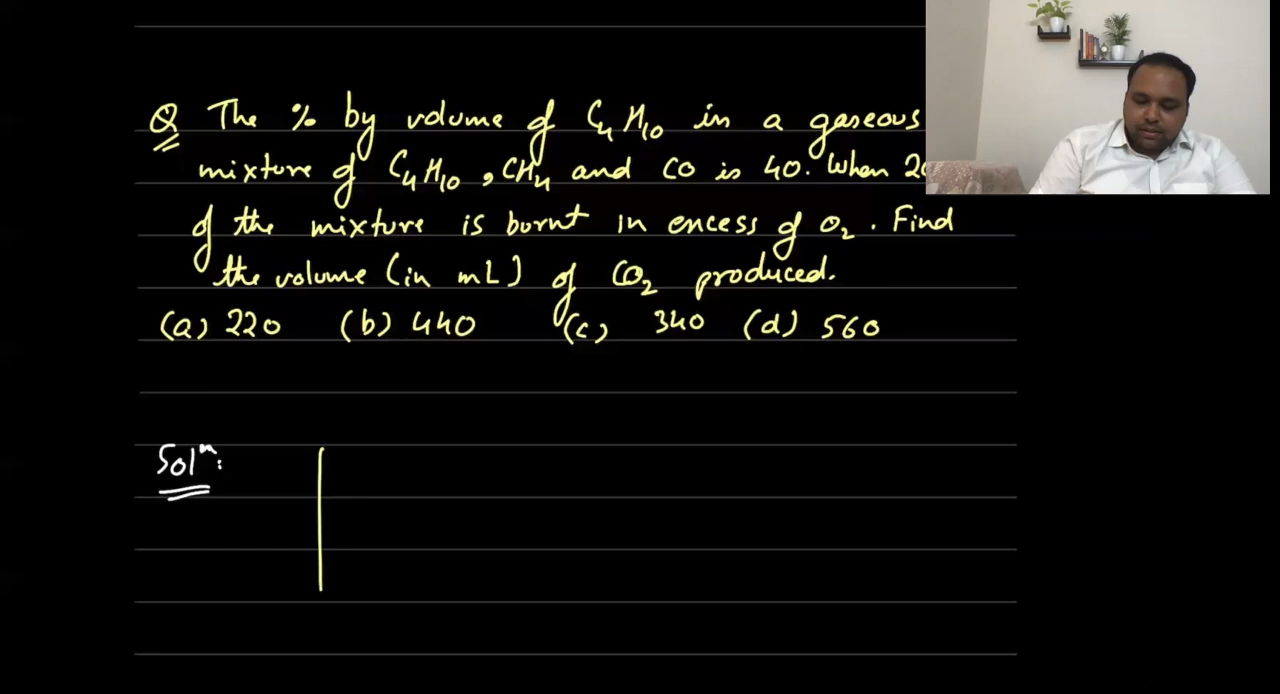 Q The % by volume of C4H10 in a gaseous
mixture of C4H10, CH4 and CO is 40. When
of the mixture is burnt in excess of O2. Find
the volume (in mL) of CO2 produced.
(a) 220 (b) 440 (c) 340 (d) 560
Solⁿ: